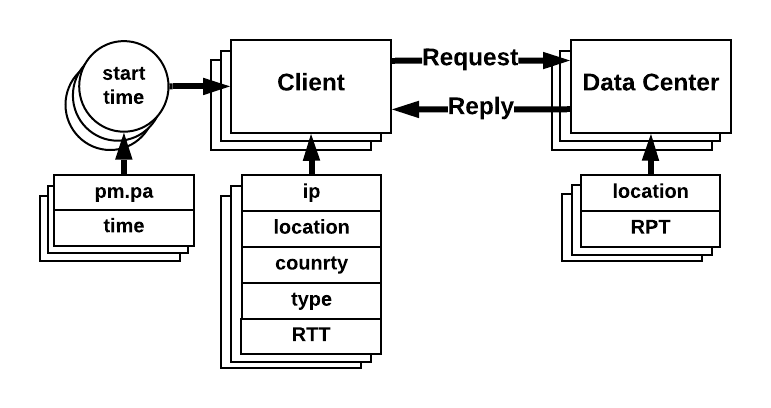 start
time
Client
Request
Reply
Data Center
pm.pa
time
ip
location
counrty
type
RTT
location
RPT